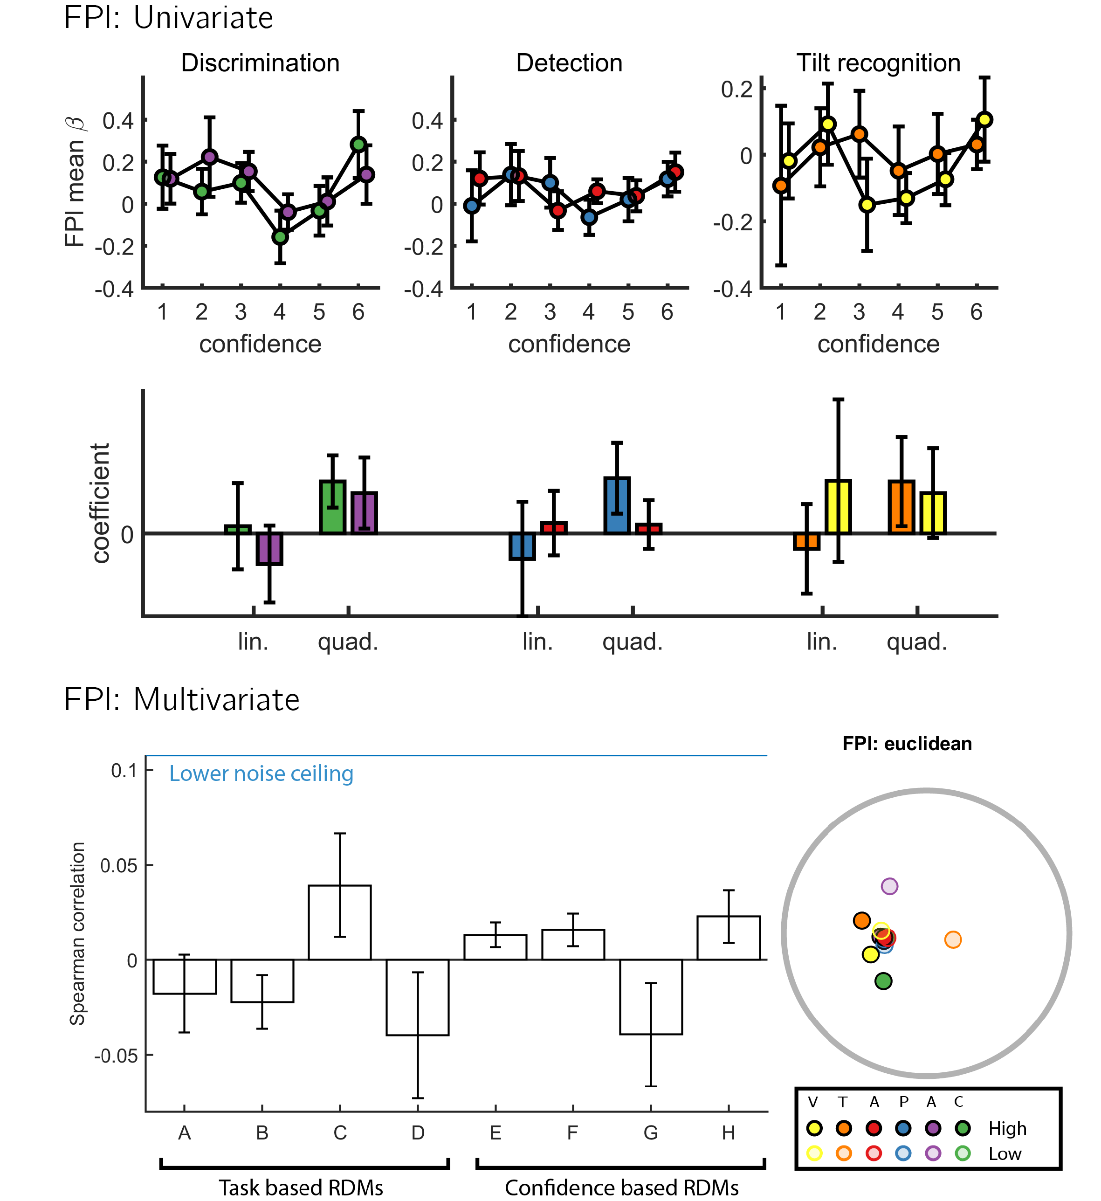 FPI: Univariate
Discrimination
Detection
Tilt recognition
FPI mean β
0.4
0.2
0
-0.2
-0.4
0.4
0.2
0
-0.2
-0.4
0.2
0
-0.2
-0.4
1 2 3 4 5 6
1 2 3 4 5 6
1 2 3 4 5 6
confidence
confidence
confidence
coefficient
0
lin. quad. lin. quad. lin. quad.
FPI: Multivariate
FPI: euclidean
Lower noise ceiling
Spearman correlation
0.1
0.05
0
-0.05
A B C D E F G H
Task based RDMs
Confidence based RDMs
V T A P A C
High
Low